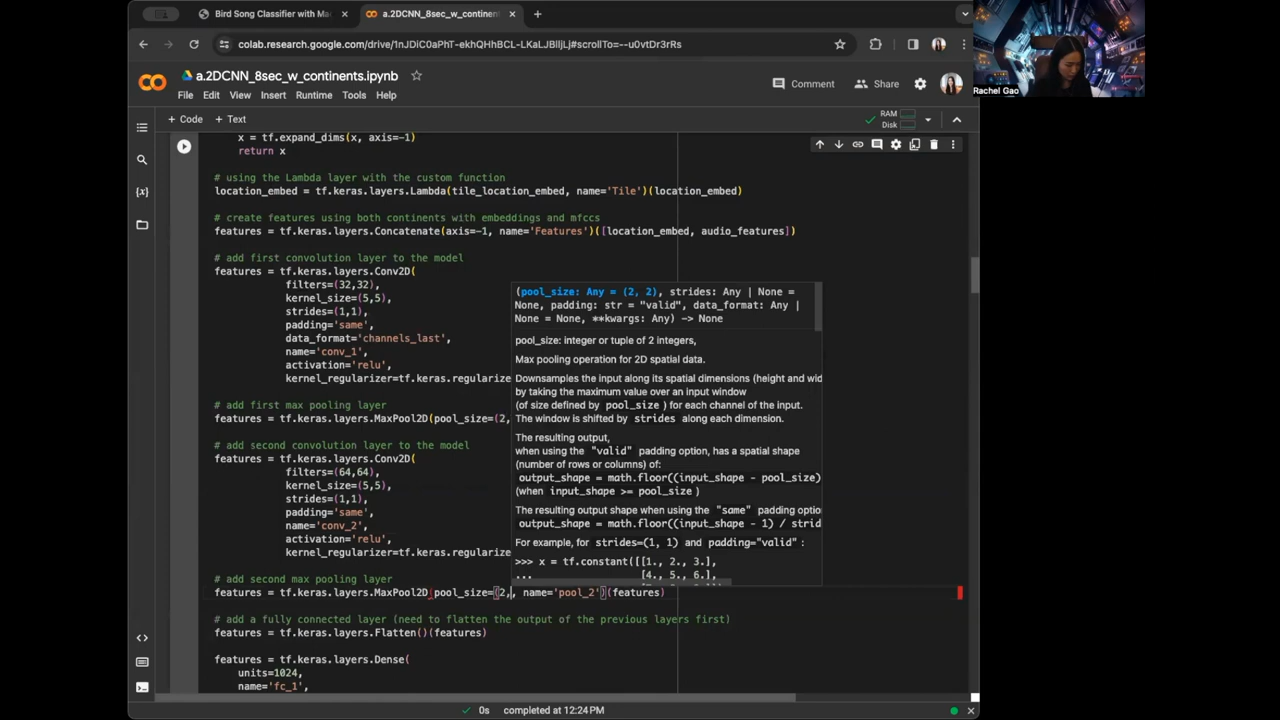 Bird Song Classifier with Ma
a.2DCNN_8sec_w_continents
colab.research.google.com/drive/1nJDiC0aPhT-ekhQHhBCL-LKaLJBlljLj#scrollTo=--u0vtDr3rRs
Rachel Gao
a.2DCNN_8sec_w_continents.ipynb
Comment
Share
File Edit View Insert Runtime Tools Help
+ Code + Text
RAM
Disk
x = tf.expand_dims(x, axis=-1)
return x
# using the Lambda layer with the custom function
location_embed = tf.keras.layers.Lambda(tile_location_embed, name='Tile')(location_embed)
# create features using both continents with embeddings and mfccs
features = tf.keras.layers.Concatenate(axis=-1, name='Features')([location_embed, audio_features])
# add first convolution layer to the model
features = tf.keras.layers.Conv2D(
filters=(32,32),
kernel_size=(5,5),
strides=(1,1),
padding='same',
data_format='channels_last',
name='conv_1',
activation='relu',
kernel_regularizer=tf.keras.regularize
# add first max pooling layer
features = tf.keras.layers.MaxPool2D(pool_size=(2,
# add second convolution layer to the model
features = tf.keras.layers.Conv2D(
filters=(64,64),
kernel_size=(5,5),
strides=(1,1),
padding='same',
name='conv_2',
activation='relu',
kernel_regularizer=tf.keras.regularize
# add second max pooling layer
features = tf.keras.layers.MaxPool2D(pool_size=(2,, name='pool_2')(features)
# add a fully connected layer (need to flatten the output of the previous layers first)
features = tf.keras.layers.Flatten()(features)
features = tf.keras.layers.Dense(
units=1024,
name='fc_1',
(pool_size: Any = (2, 2), strides: Any | None =
None, padding: str = "valid", data_format: Any |
None = None, **kwargs: Any) -> None
pool_size: integer or tuple of 2 integers,
Max pooling operation for 2D spatial data.
Downsamples the input along its spatial dimensions (height and wid
by taking the maximum value over an input window
(of size defined by pool_size ) for each channel of the input.
The window is shifted by strides along each dimension.
The resulting output,
when using the "valid" padding option, has a spatial shape
(number of rows or columns) of:
output_shape = math.floor((input_shape - pool_size)
(when input_shape >= pool_size )
The resulting output shape when using the "same" padding optio
output_shape = math.floor((input_shape - 1) / strid
For example, for strides=(1, 1) and padding="valid" :
>>> x = tf.constant([[1., 2., 3.],
... [4., 5., 6.],
0s completed at 12:24 PM